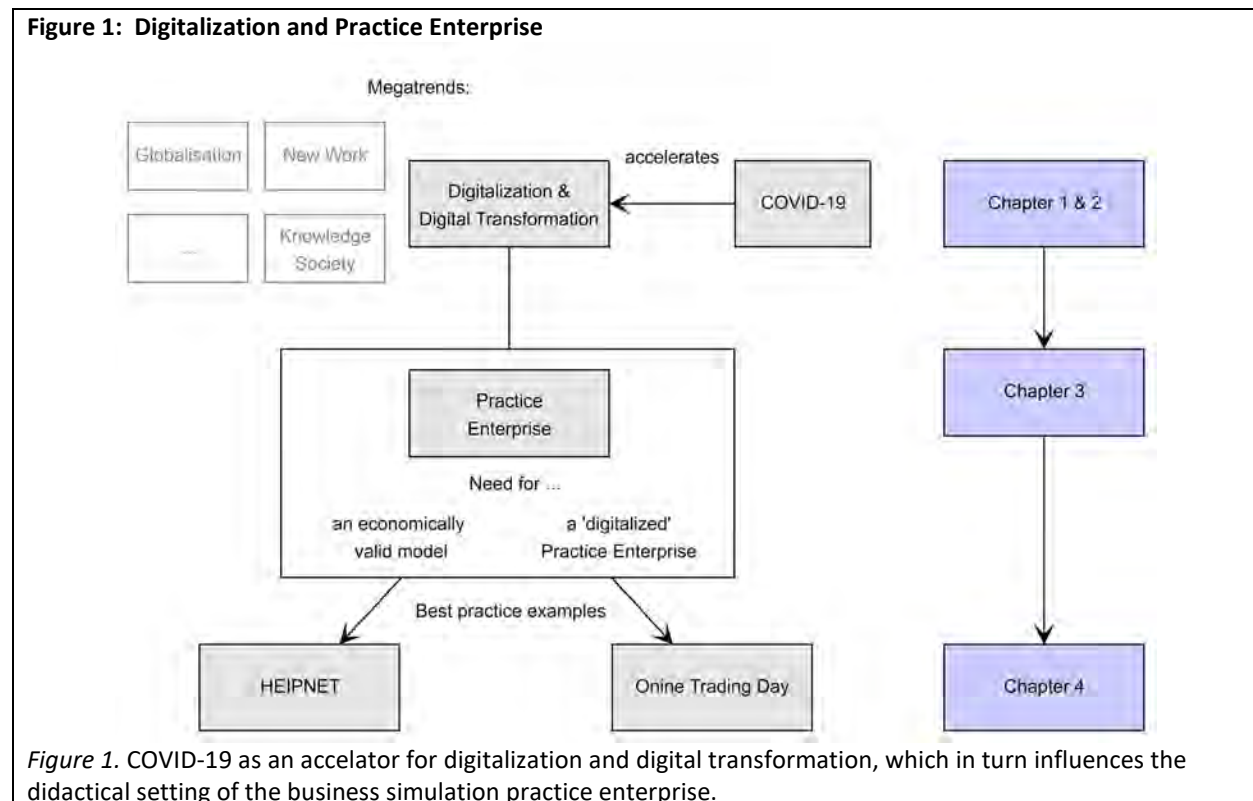 Figure 1:  Digitalization and Practice Enterprise
Megatrends:
Globalisation
New Work
...
Knowledge
Society
Digitalization &
Digital Transformation
accelerates
COVID-19
Chapter 1 & 2
Practice
Enterprise
Need for ...
an economically
valid model
a 'digitalized'
Practice Enterprise
Chapter 3
Best practice examples
HEIPNET
Onine Trading Day
Chapter 4
Figure 1. COVID-19 as an accelator for digitalization and digital transformation, which in turn influences the
didactical setting of the business simulation practice enterprise.